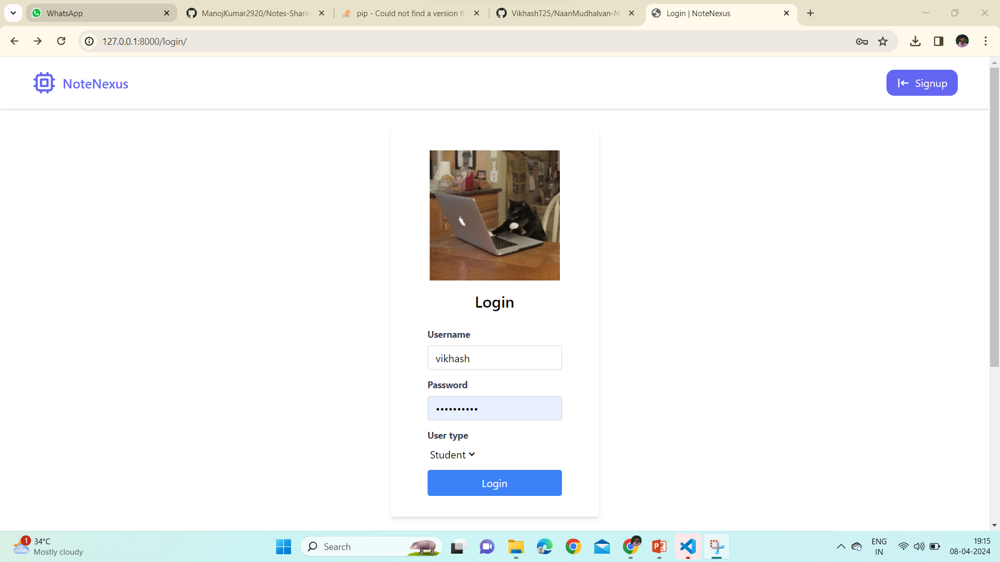 WhatsApp
ManojKumar2920/Notes-Sharin
pip - Could not find a version th
VikhashT25/NaanMudhalvan-N
Login | NoteNexus
127.0.0.1:8000/login/
NoteNexus
Signup
Login
Username
vikhash
Password
••••••••••
User type
Student
Login
1
34°C
Mostly cloudy
Search
ENG
IN
19:15
08-04-2024